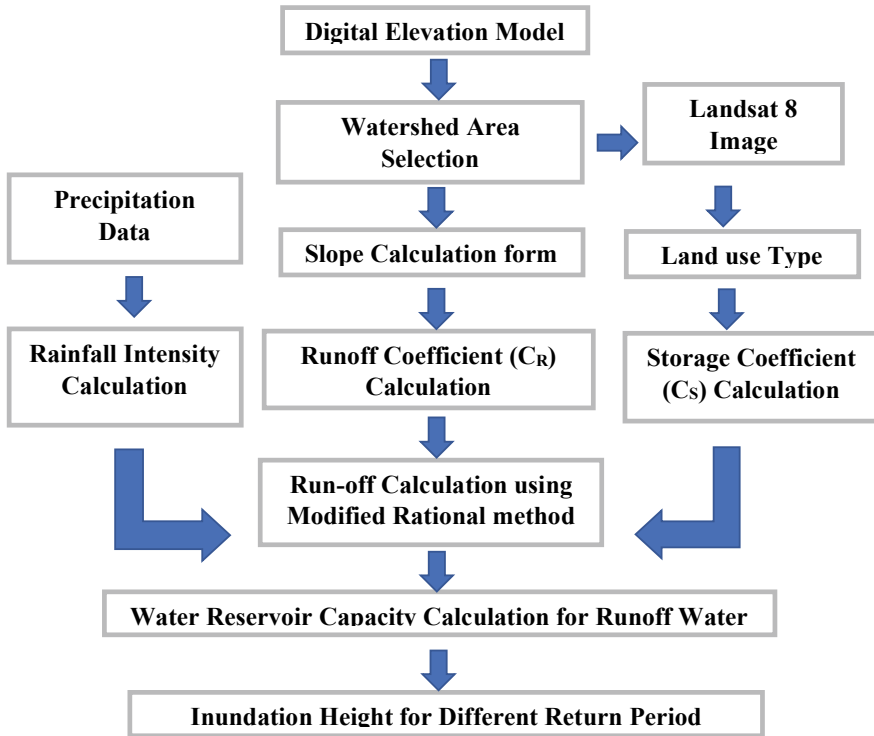 Digital Elevation Model
Watershed Area
Selection
Landsat 8
Image
Precipitation
Data
Slope Calculation form
Land use Type
Rainfall Intensity
Calculation
Runoff Coefficient (CR)
Calculation
Storage Coefficient
(CS) Calculation
Run-off Calculation using
Modified Rational method
Water Reservoir Capacity Calculation for Runoff Water
Inundation Height for Different Return Period